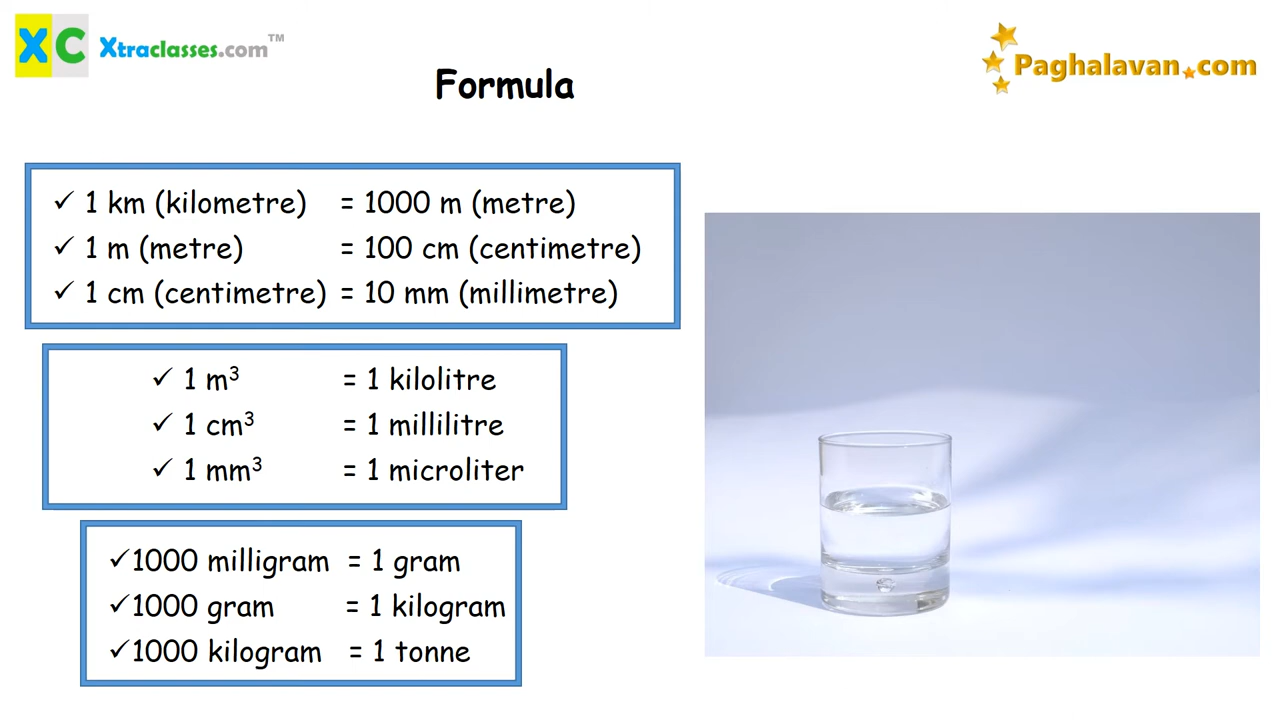 XC Xtraclasses.com™
Paghalavan.com
Formula
✓ 1 km (kilometre) = 1000 m (metre)
✓ 1 m (metre) = 100 cm (centimetre)
✓ 1 cm (centimetre) = 10 mm (millimetre)
✓ 1 m³ = 1 kilolitre
✓ 1 cm³ = 1 millilitre
✓ 1 mm³ = 1 microliter
✓1000 milligram = 1 gram
✓1000 gram = 1 kilogram
✓1000 kilogram = 1 tonne